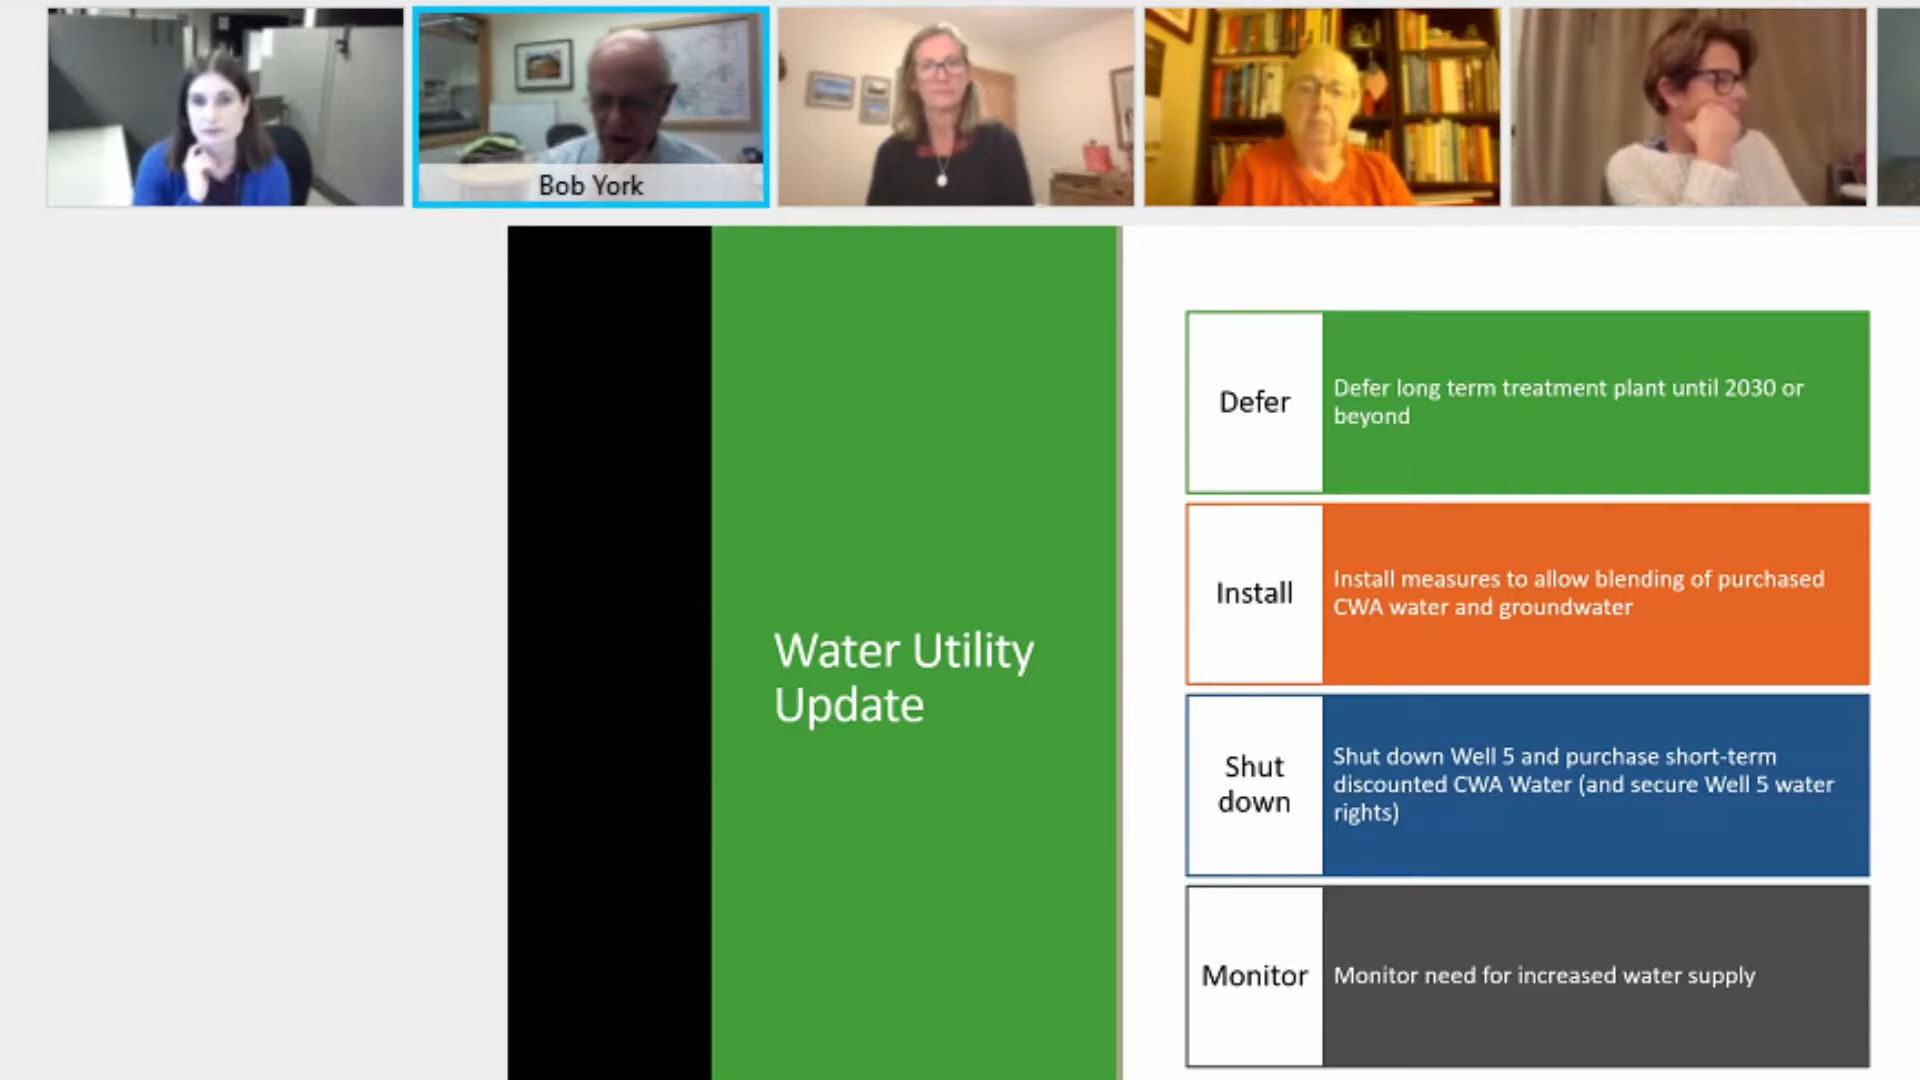 Bob York
Water Utility
Update
Defer
Defer long term treatment plant until 2030 or
beyond
Install
Install measures to allow blending of purchased
CWA water and groundwater
Shut
down
Shut down Well 5 and purchase short-term
discounted CWA Water (and secure Well 5 water
rights)
Monitor
Monitor need for increased water supply